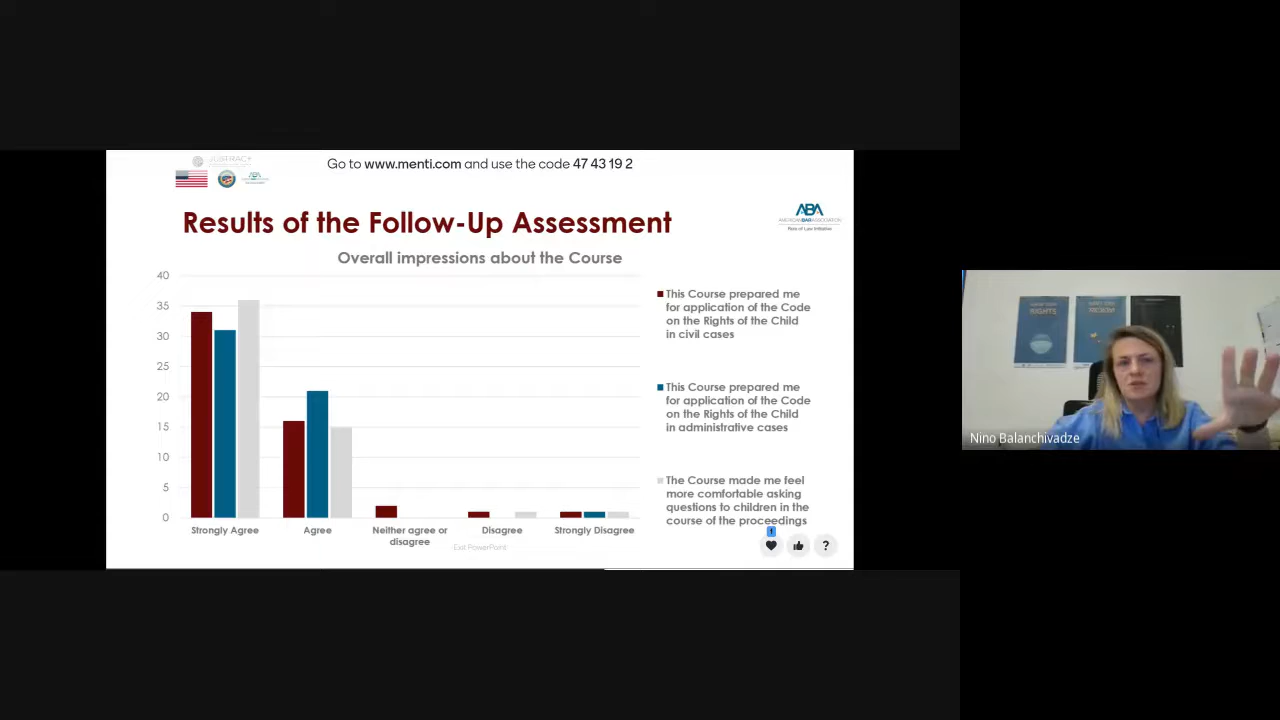 Go to www.menti.com and use the code 47 43 19 2
ABA
AMERICAN BAR ASSOCIATION
Rule of Law Initiative
Results of the Follow-Up Assessment
Overall impressions about the Course
40
35
30
25
20
15
10
5
0
Strongly Agree
Agree
Neither agree or
disagree
Disagree
Strongly Disagree
This Course prepared me
for application of the Code
on the Rights of the Child
in civil cases
This Course prepared me
for application of the Code
on the Rights of the Child
in administrative cases
The Course made me feel
more comfortable asking
questions to children in the
course of the proceedings
1
?
Exit PowerPoint
RIGHTS
Nino Balanchivadze